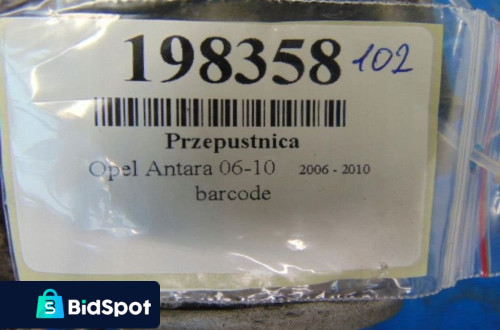 198358 102
Przepustnica
Opel Antara 06-10 2006 - 2010
barcode
BidSpot